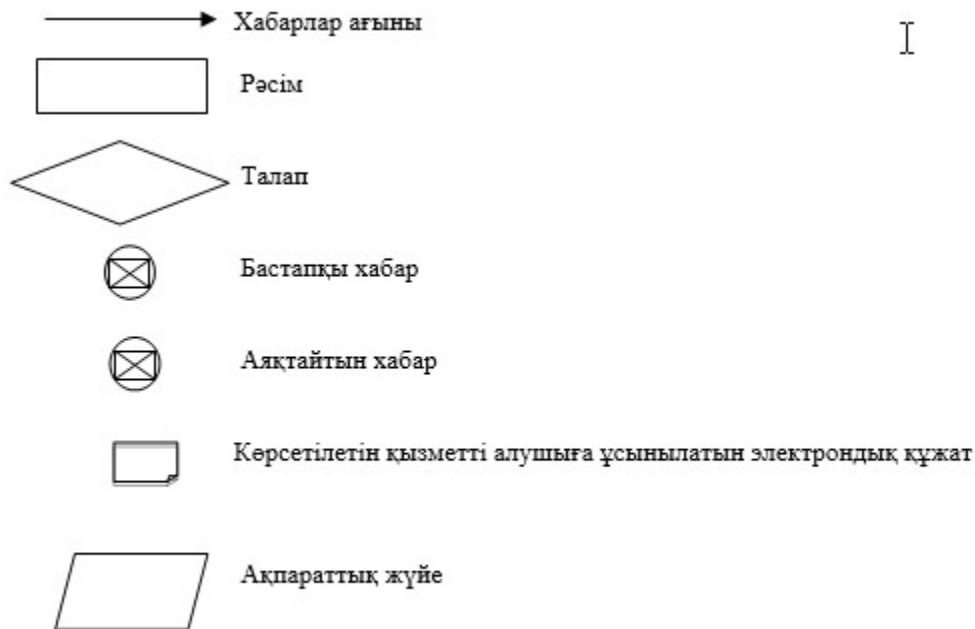 Хабарлар ағыны
Рәсім
Талап
Бастапқы хабар
Аяқтайтын хабар
Көрсетілетін қызметті алушыға ұсынылатын электрондық құжат
Ақпараттық жүйе